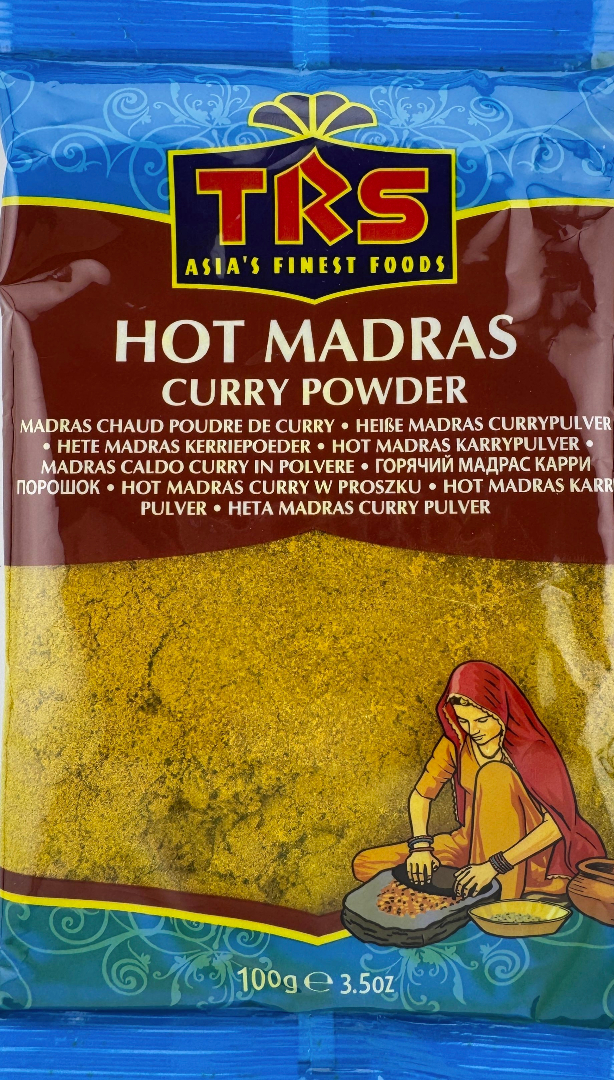 TRS
ASIA'S FINEST FOODS
HOT MADRAS
CURRY POWDER
MADRAS CHAUD POUDRE DE CURRY • HEIßE MADRAS CURRYPULVER
• HETE MADRAS KERRIEPOEDER • HOT MADRAS KARRYPULVER •
MADRAS CALDO CURRY IN POLVERE • ГОРЯЧИЙ МАДРАС КАРРИ
ПОРОШОК • HOT MADRAS CURRY W PROSZKU • HOT MADRAS KARR
PULVER • HETA MADRAS CURRY PULVER
100g ℮ 3.5oz